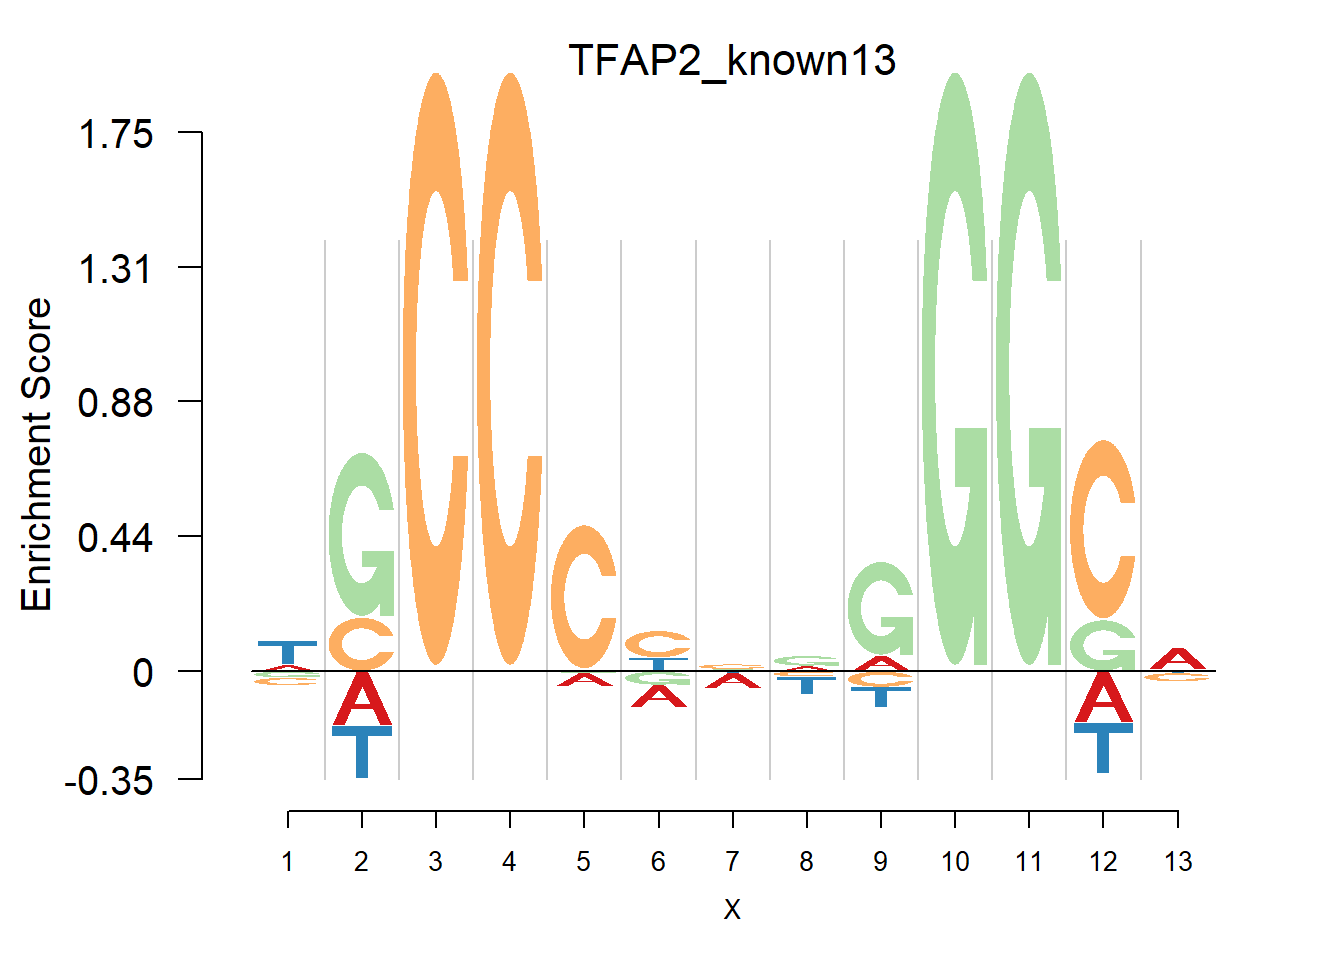 TFAP2_known13
Enrichment Score
1.75
1.31
0.88
0.44
0
-0.35
T A G C
G C A T
C
C
C A
C T G A
C A
G A C T
G A C T
G
G
C G A T
A C
1 2 3 4 5 6 7 8 9 10 11 12 13
X